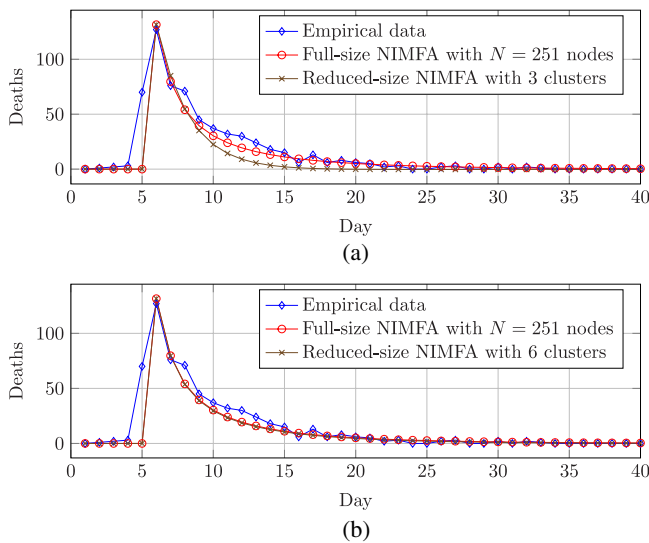 Empirical data
Full-size NIMFA with N = 251 nodes
Reduced-size NIMFA with 3 clusters
Deaths
100
50
0
0 5 10 15 20 25 30 35 40
Day
(a)
Empirical data
Full-size NIMFA with N = 251 nodes
Reduced-size NIMFA with 6 clusters
Deaths
100
50
0
0 5 10 15 20 25 30 35 40
Day
(b)